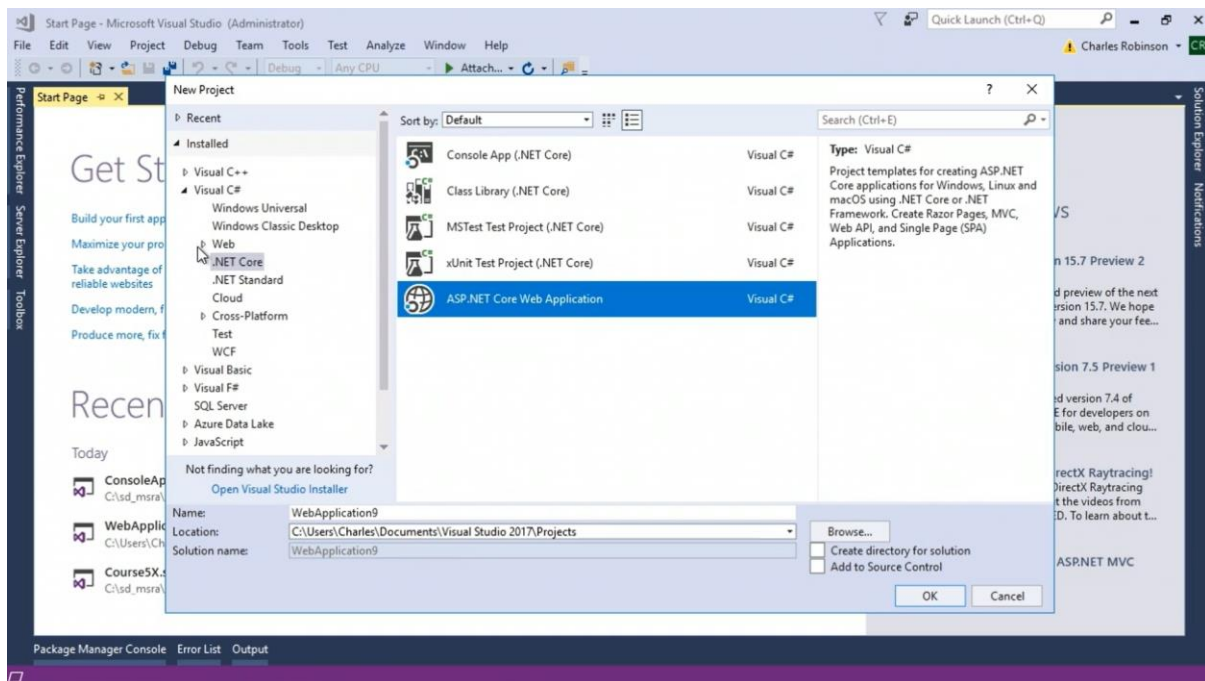 Start Page - Microsoft Visual Studio (Administrator)
Quick Launch (Ctrl+Q)
File Edit View Project Debug Team Tools Test Analyze Window Help
Charles Robinson CR
Debug Any CPU Attach...
Performance Explorer
Server Explorer
Toolbox
Start Page
Get St
Build your first app
Maximize your pro
Take advantage of
reliable websites
Develop modern, f
Produce more, fix f
Recen
Today
ConsoleAp
C:\sd_msra\
WebApplic
C:\Users\Ch
Course5X.s
C:\sd_msra\
New Project
Recent
Installed
Visual C++
Visual C#
Windows Universal
Windows Classic Desktop
Web
.NET Core
.NET Standard
Cloud
Cross-Platform
Test
WCF
Visual Basic
Visual F#
SQL Server
Azure Data Lake
JavaScript
Not finding what you are looking for?
Open Visual Studio Installer
Sort by: Default
Console App (.NET Core) Visual C#
Class Library (.NET Core) Visual C#
MSTest Test Project (.NET Core) Visual C#
xUnit Test Project (.NET Core) Visual C#
ASP.NET Core Web Application Visual C#
Search (Ctrl+E)
Type: Visual C#
Project templates for creating ASP.NET
Core applications for Windows, Linux and
macOS using .NET Core or .NET
Framework. Create Razor Pages, MVC,
Web API, and Single Page (SPA)
Applications.
Name: WebApplication9
Location: C:\Users\Charles\Documents\Visual Studio 2017\Projects
Browse...
Solution name: WebApplication9
Create directory for solution
Add to Source Control
OK Cancel
n 15.7 Preview 2
d preview of the next
ersion 15.7. We hope
and share your fee...
sion 7.5 Preview 1
ed version 7.4 of
E for developers on
bile, web, and clou...
rectX Raytracing!
DirectX Raytracing
t the videos from
D. To learn about t...
ASP.NET MVC
Solution Explorer
Notifications
Package Manager Console Error List Output